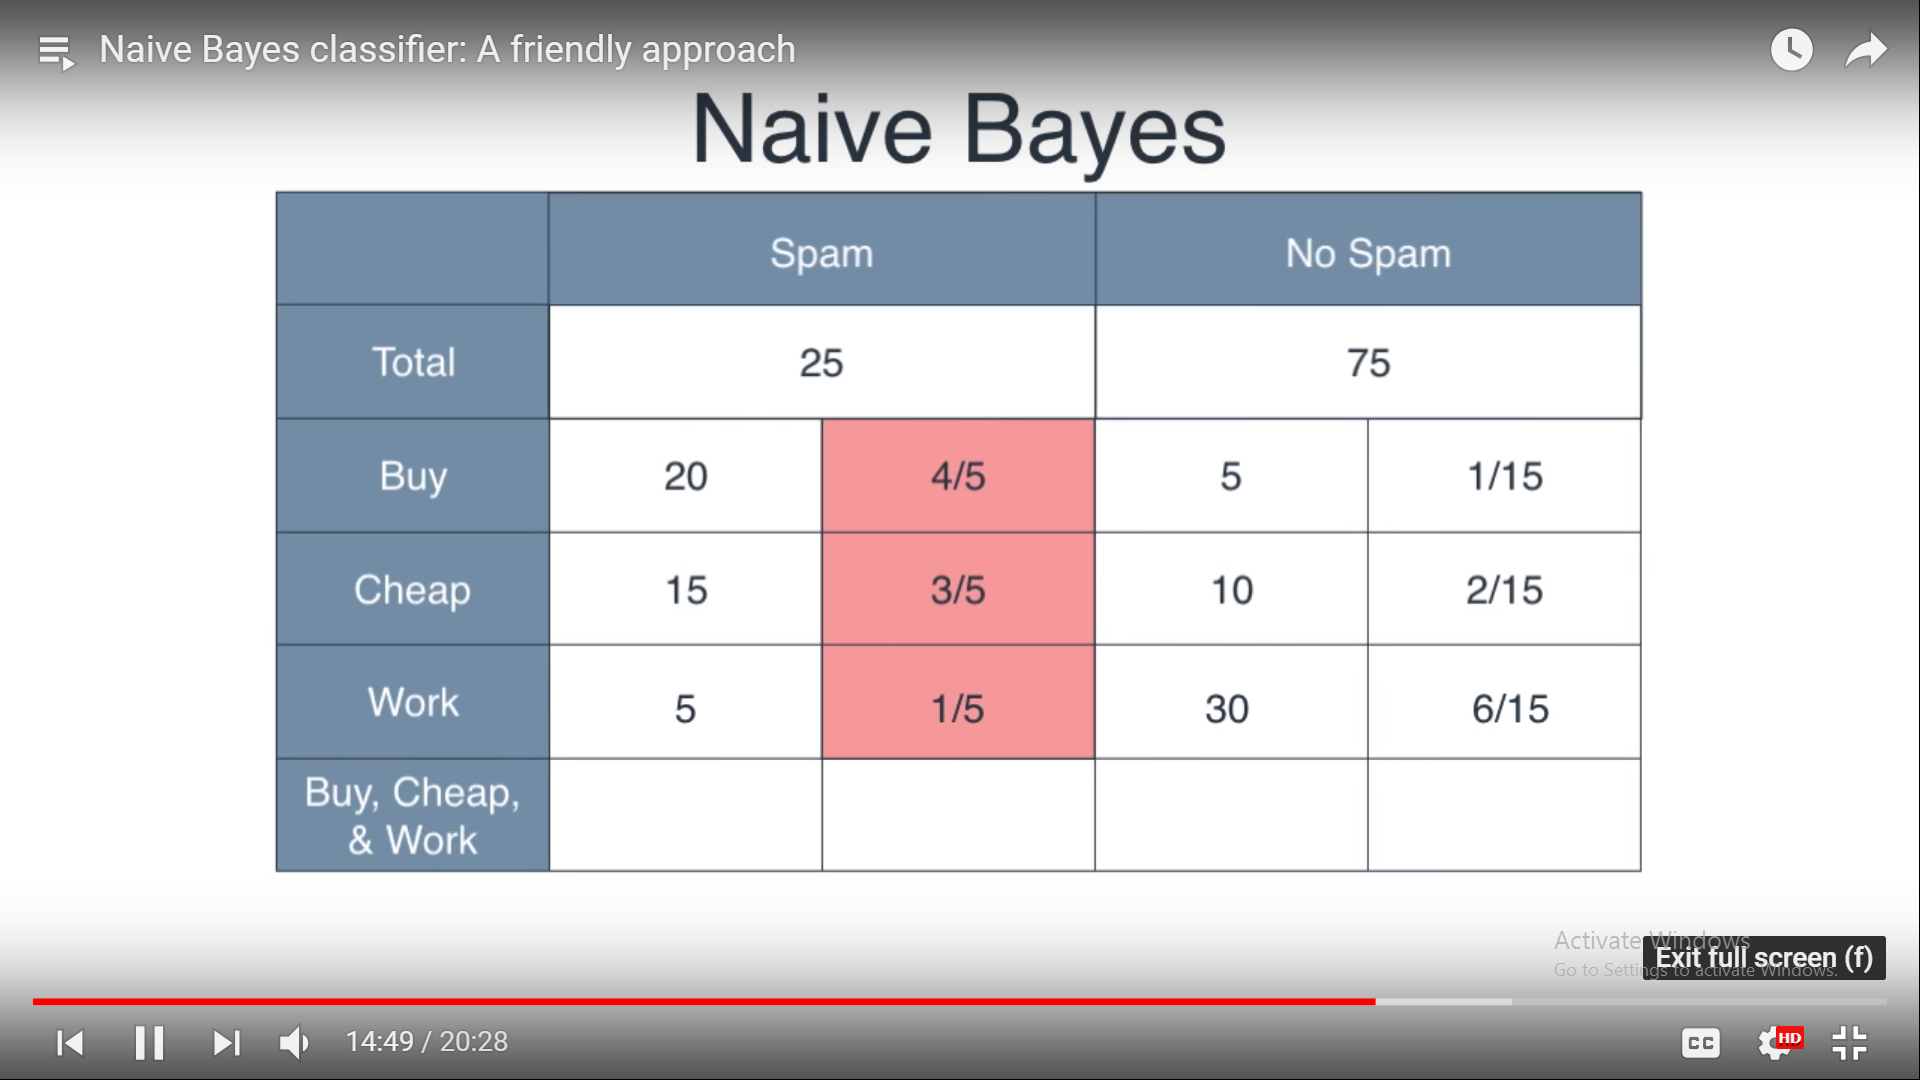 Naive Bayes classifier: A friendly approach
Naive Bayes
Spam No Spam
Total 25 75
Buy 20 4/5 5 1/15
Cheap 15 3/5 10 2/15
Work 5 1/5 30 6/15
Buy, Cheap,
& Work
Activate Windows
Exit full screen (f)
Go to Settings to activate Windows.
14:49 / 20:28
CC
HD